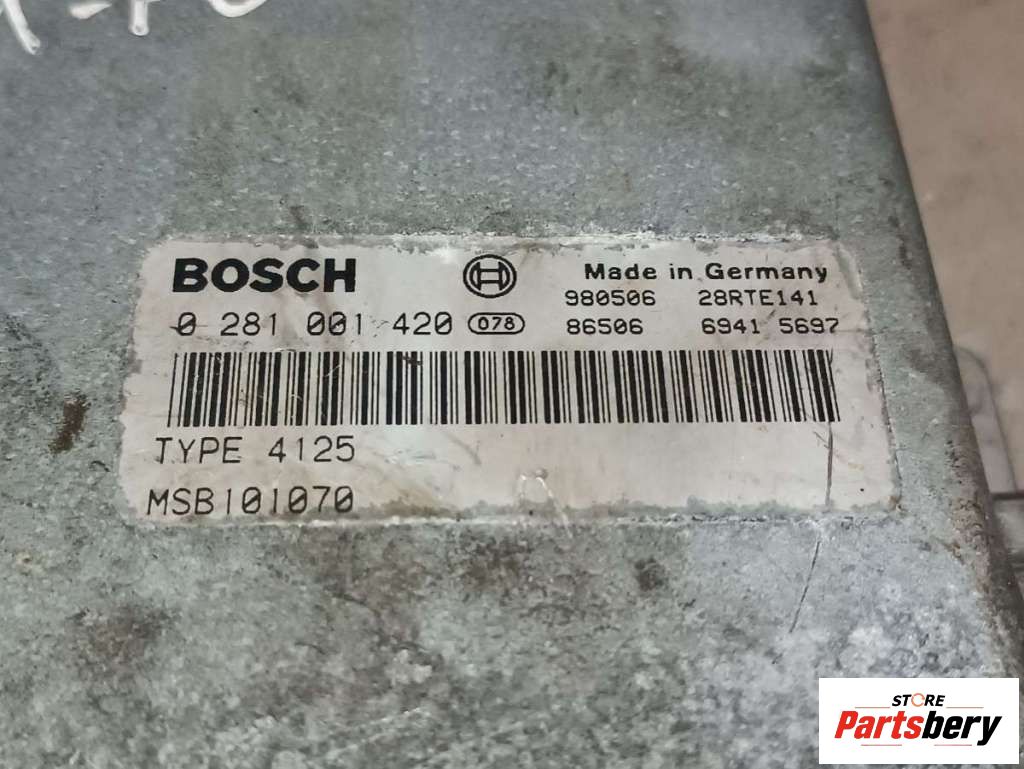 BOSCH
Made in Germany
980506 28RTE141
0 281 001 420 078
86506 6941 5697
TYPE 4125
MSB101070
STORE
Partsbery